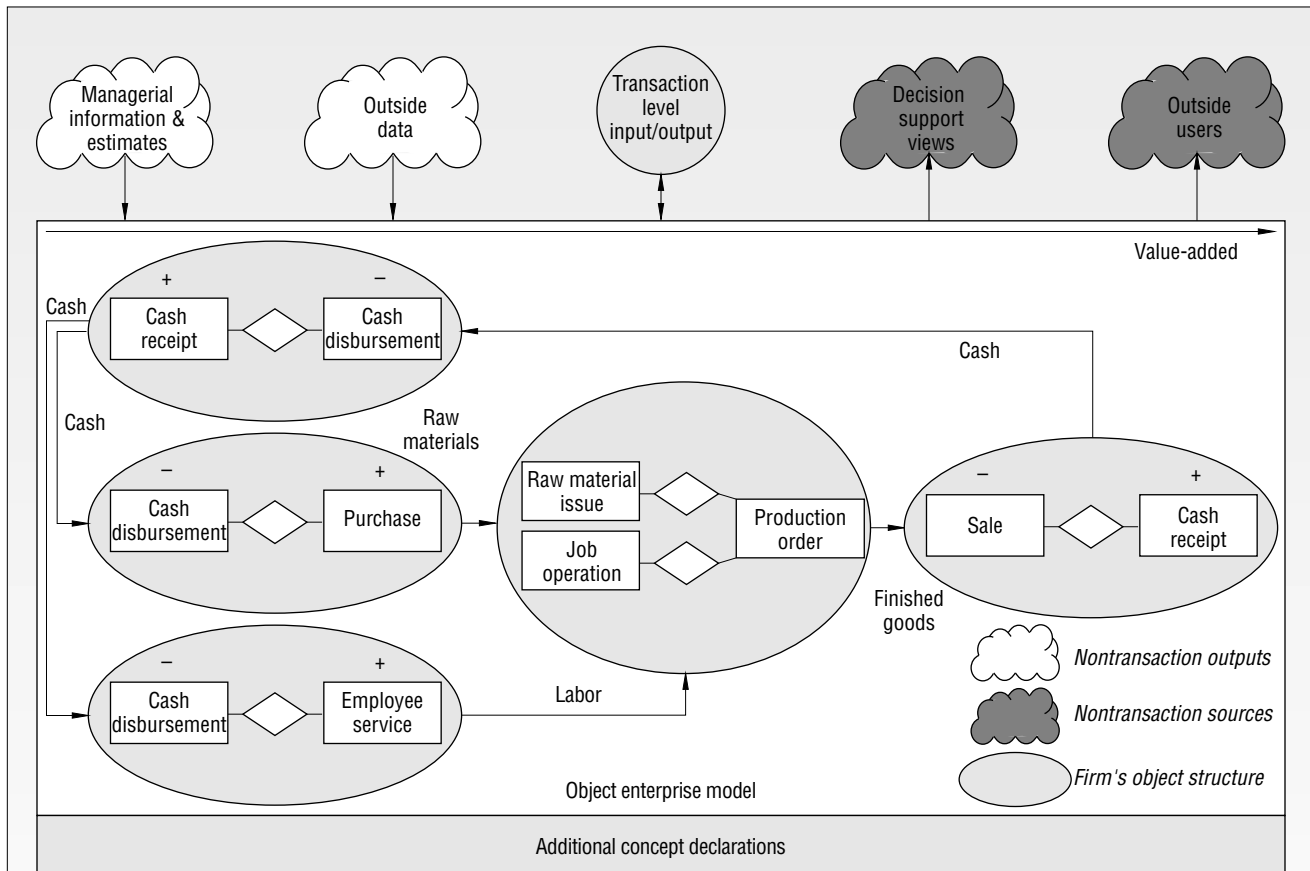 Managerial
information &
estimates
Outside
data
Transaction
level
input/output
Decision
support
views
Outside
users
Value-added
+
–
Cash
receipt
Cash
disbursement
Cash
Cash
Cash
Raw
materials
–
+
Cash
disbursement
Purchase
Raw material
issue
Job
operation
Production
order
–
+
Sale
Cash
receipt
Finished
goods
–
+
Cash
disbursement
Employee
service
Labor
Nontransaction outputs
Nontransaction sources
Firm's object structure
Object enterprise model
Additional concept declarations